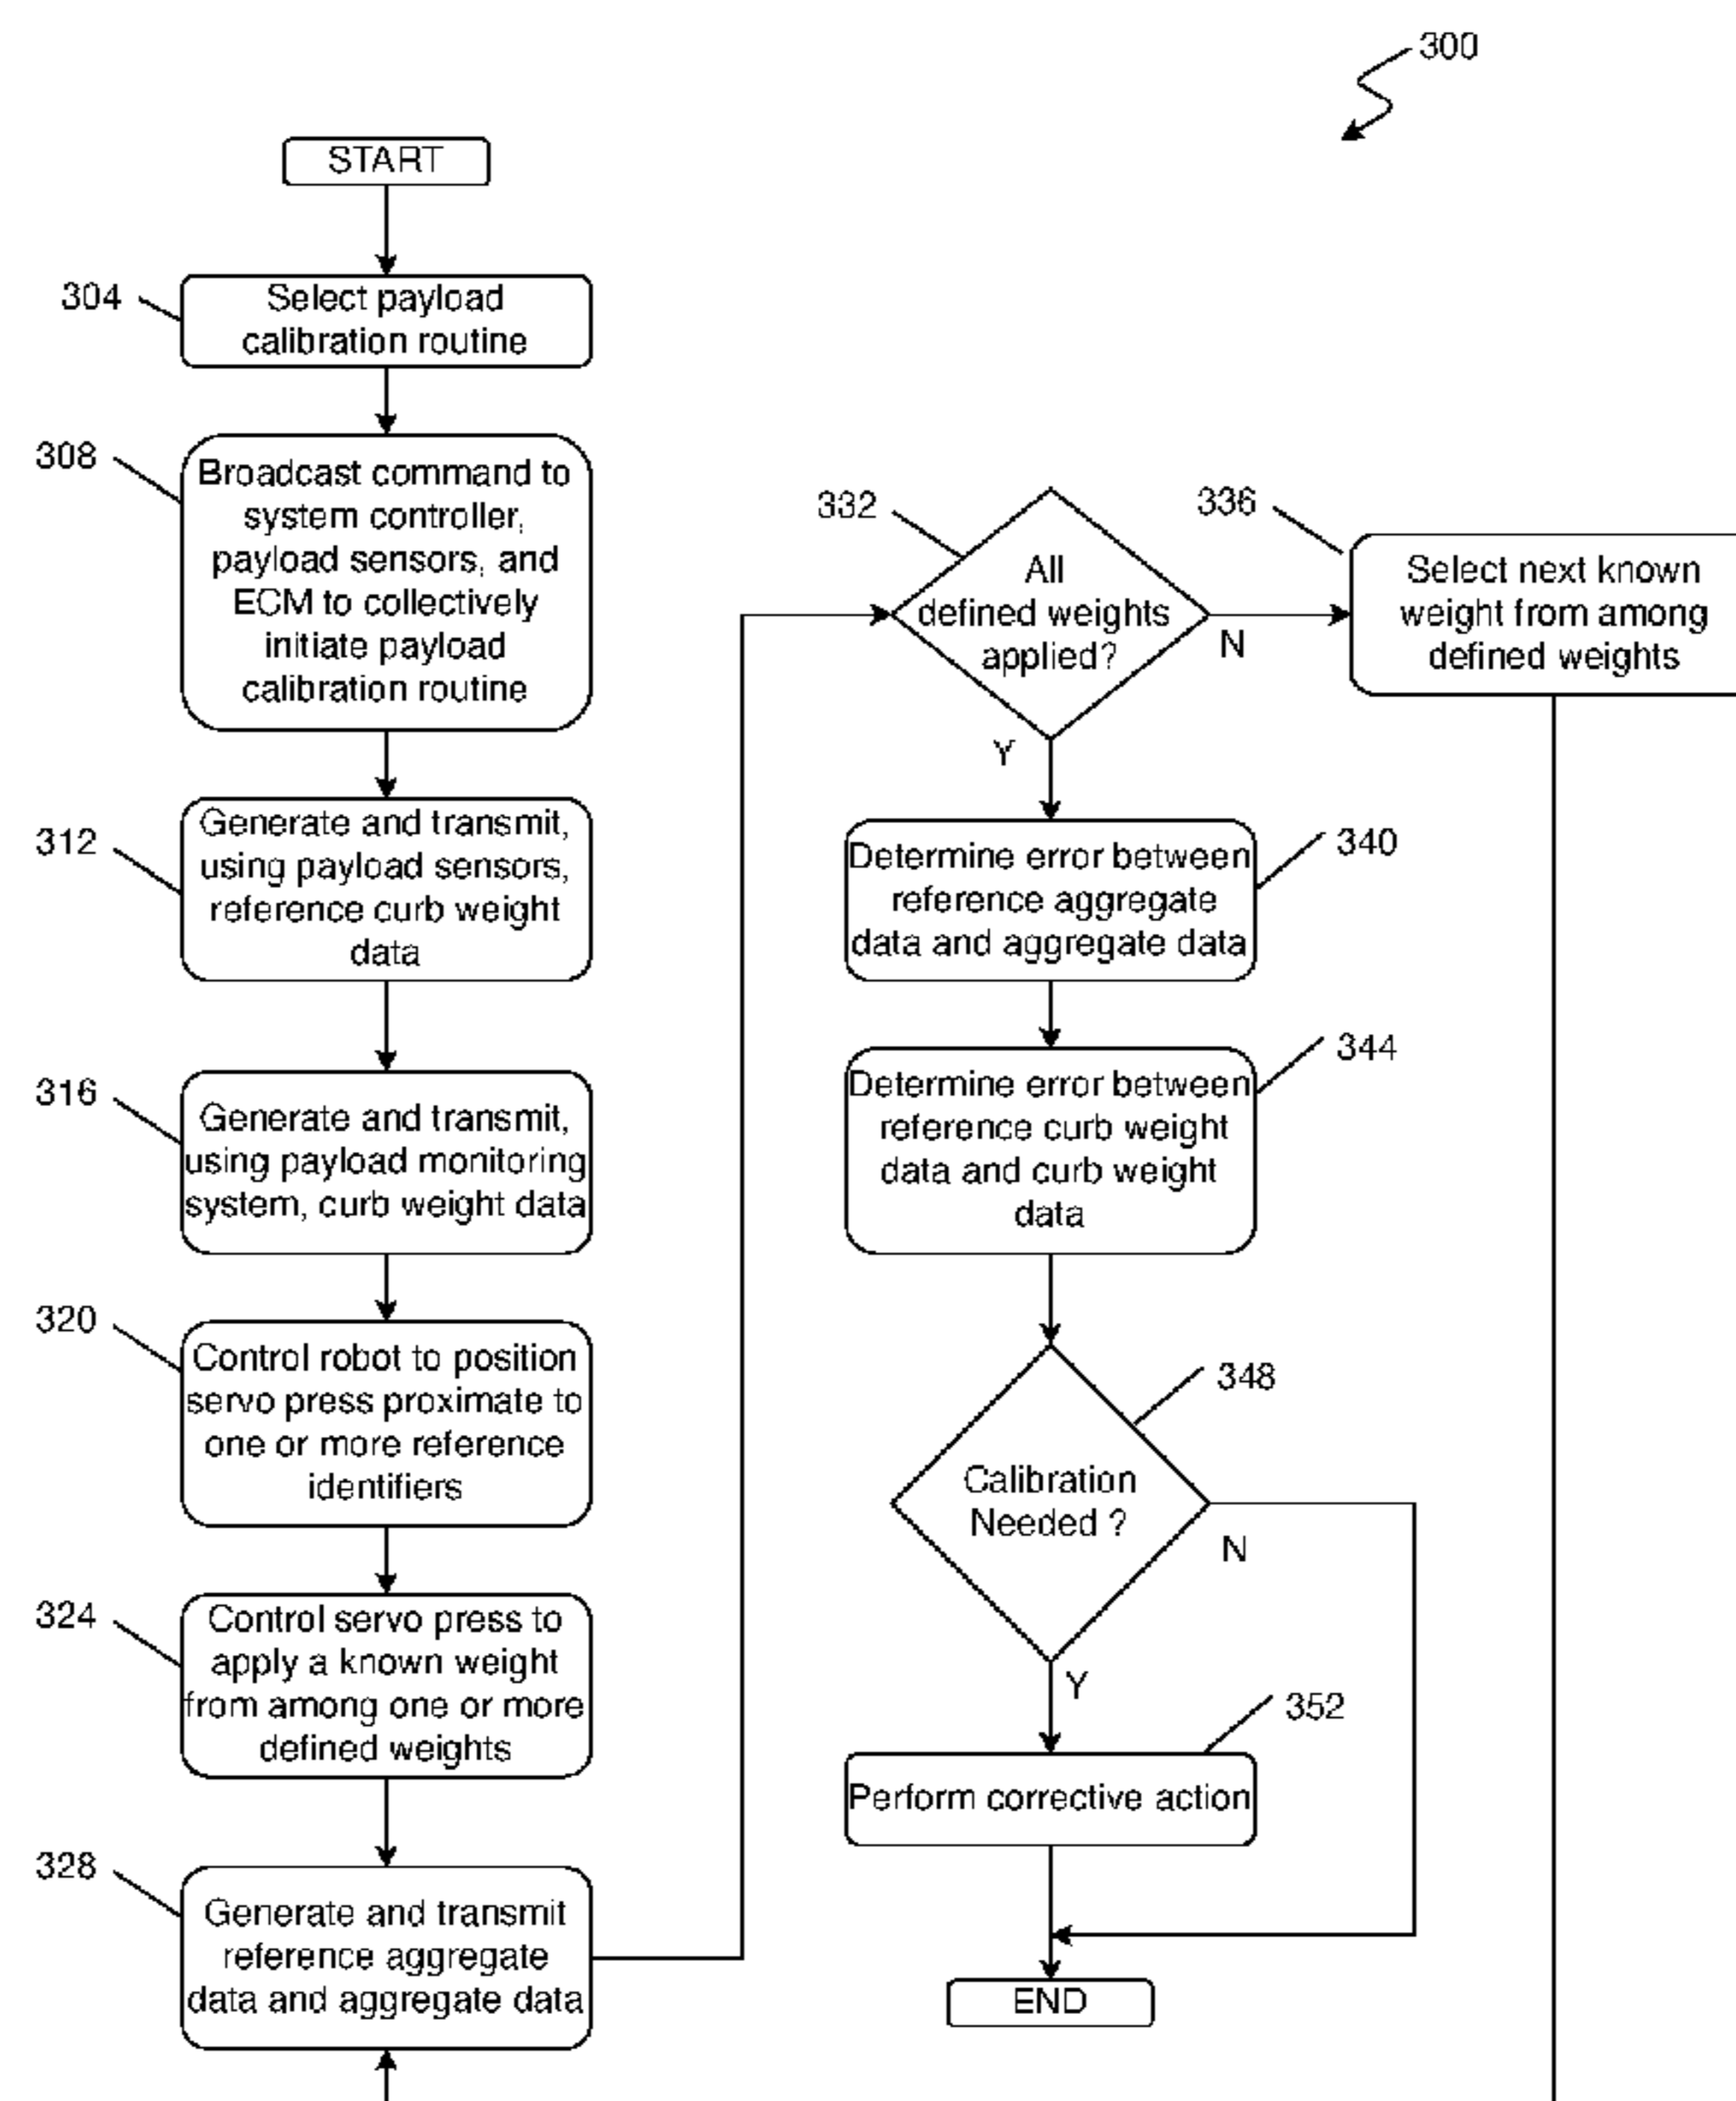 300
START
304
Select payload
calibration routine
308
Broadcast command to
system controller,
payload sensors, and
ECM to collectively
initiate payload
calibration routine
312
Generate and transmit,
using payload sensors,
reference curb weight
data
316
Generate and transmit,
using payload monitoring
system, curb weight data
320
Control robot to position
servo press proximate to
one or more reference
identifiers
324
Control servo press to
apply a known weight
from among one or more
defined weights
328
Generate and transmit
reference aggregate
data and aggregate data
332
All
defined weights
applied?
N
Y
336
Select next known
weight from among
defined weights
340
Determine error between
reference aggregate
data and aggregate data
344
Determine error between
reference curb weight
data and curb weight
data
348
Calibration
Needed ?
N
Y
352
Perform corrective action
END